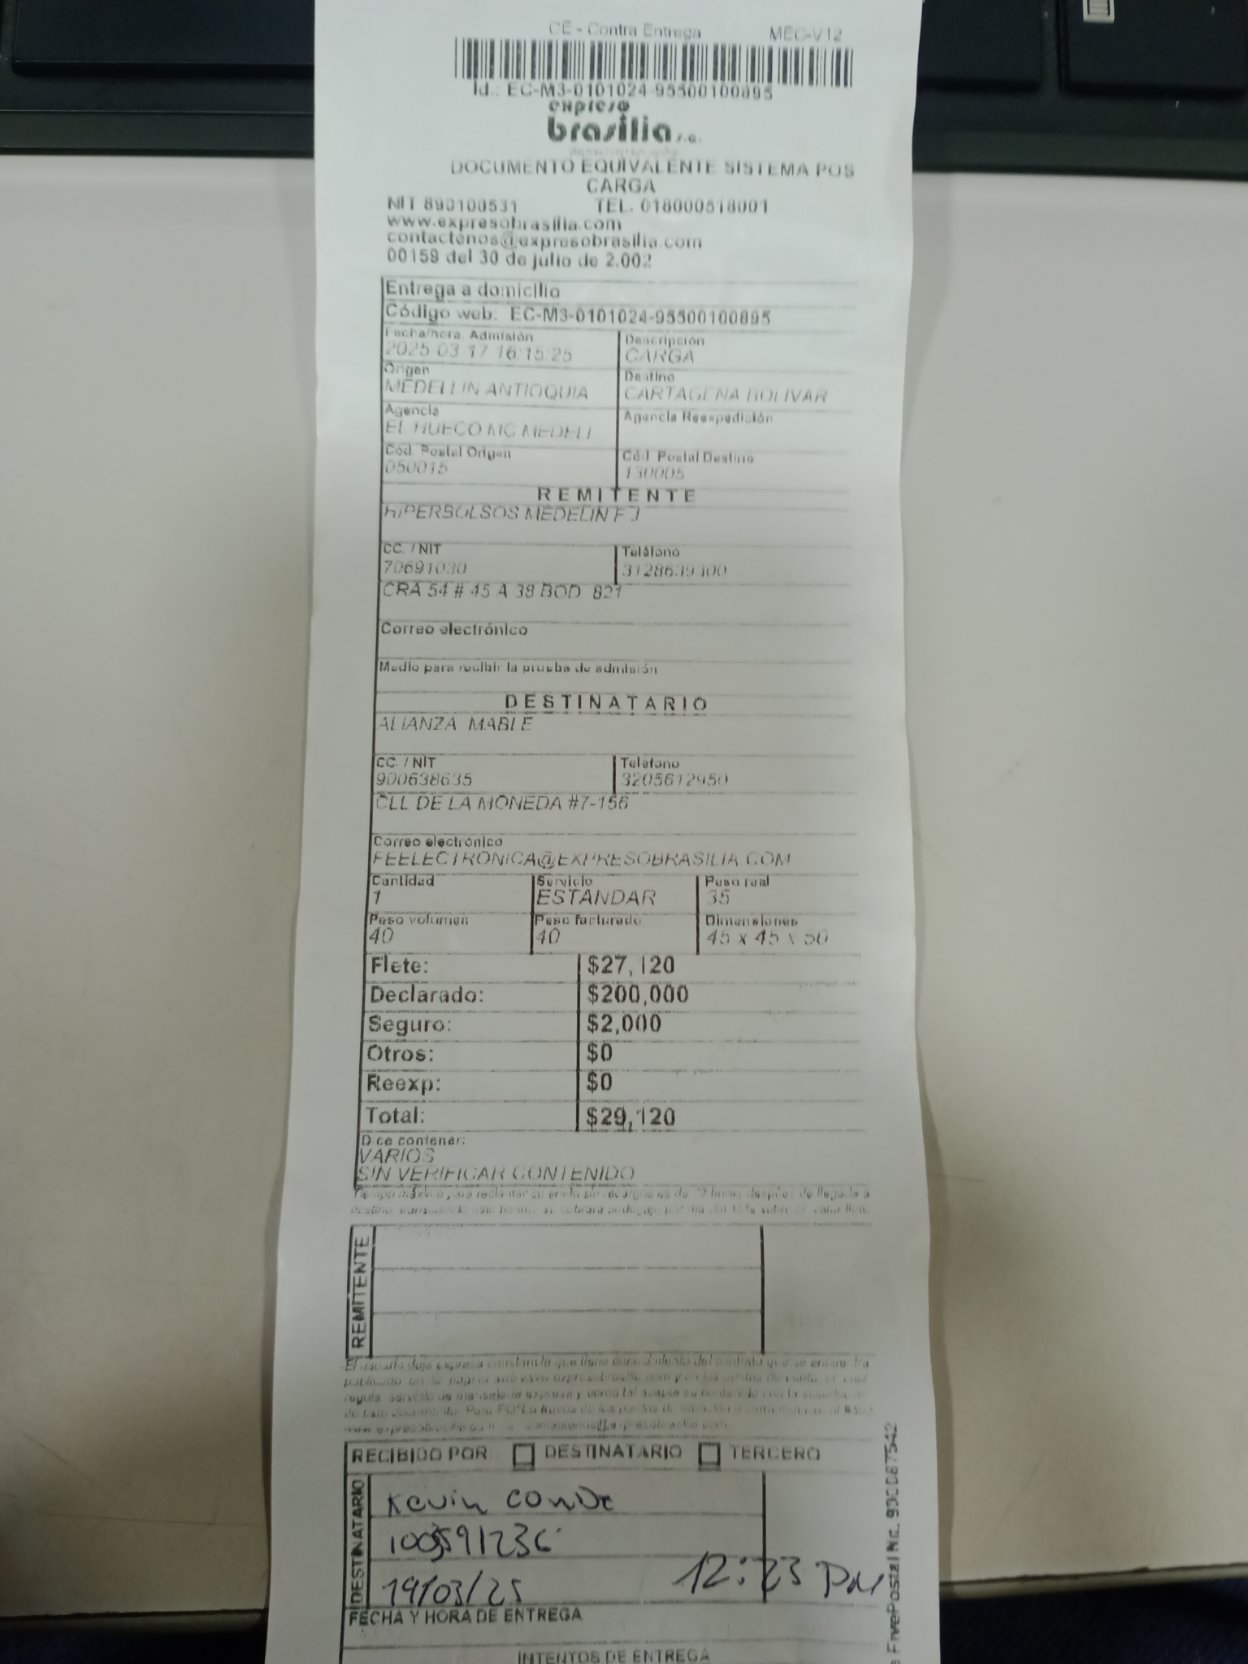 CE - Contra Entrega MEC-V12
Id.: EC-M3-0101024-95500100895
expreso
brasilia s.a.
DOCUMENTO EQUIVALENTE SISTEMA POS
CARGA
NIT 890100531 TEL. 018000518001
www.expresobrasilia.com
contactenos@expresobrasilia.com
00159 del 30 de julio de 2.002
Entrega a domicilio
Código web: EC-M3-0101024-95500100895
Fecha/hora Admisión Descripción
2025-03-17 16:15:25 CARGA
Origen Destino
MEDELLIN ANTIOQUIA CARTAGENA BOLIVAR
Agencia Agencia Reexpedición
EL HUECO MC MEDELL
Cód. Postal Origen Cód. Postal Destino
050015 130005
REMITENTE
HIPERBOLSOS MEDELIN F J
CC. / NIT Teléfono
70691030 3128639400
CRA 54 # 45 A 39 BOD 821
Correo electrónico
Medio para recibir la prueba de admisión
DESTINATARIO
ALIANZA MABLE
CC. / NIT Teléfono
900638635 3205612950
CLL DE LA MONEDA #7-156
Correo electrónico
FEELECTRONICA@EXPRESOBRASILIA.COM
Cantidad Servicio Peso real
1 ESTANDAR 35
Peso volumen Peso facturado Dimensiones
40 40 45 x 45 x 50
Flete: $27,120
Declarado: $200,000
Seguro: $2,000
Otros: $0
Reexp: $0
Total: $29,120
Dice contener:
VARIOS
SIN VERIFICAR CONTENIDO
REMITENTE
RECIBIDO POR DESTINATARIO TERCERO
DESTINATARIO
Kevin Conde
19/03/25 12:23 PM
FECHA Y HORA DE ENTREGA
INTENTOS DE ENTREGA
FivePostal Nit. 900087542